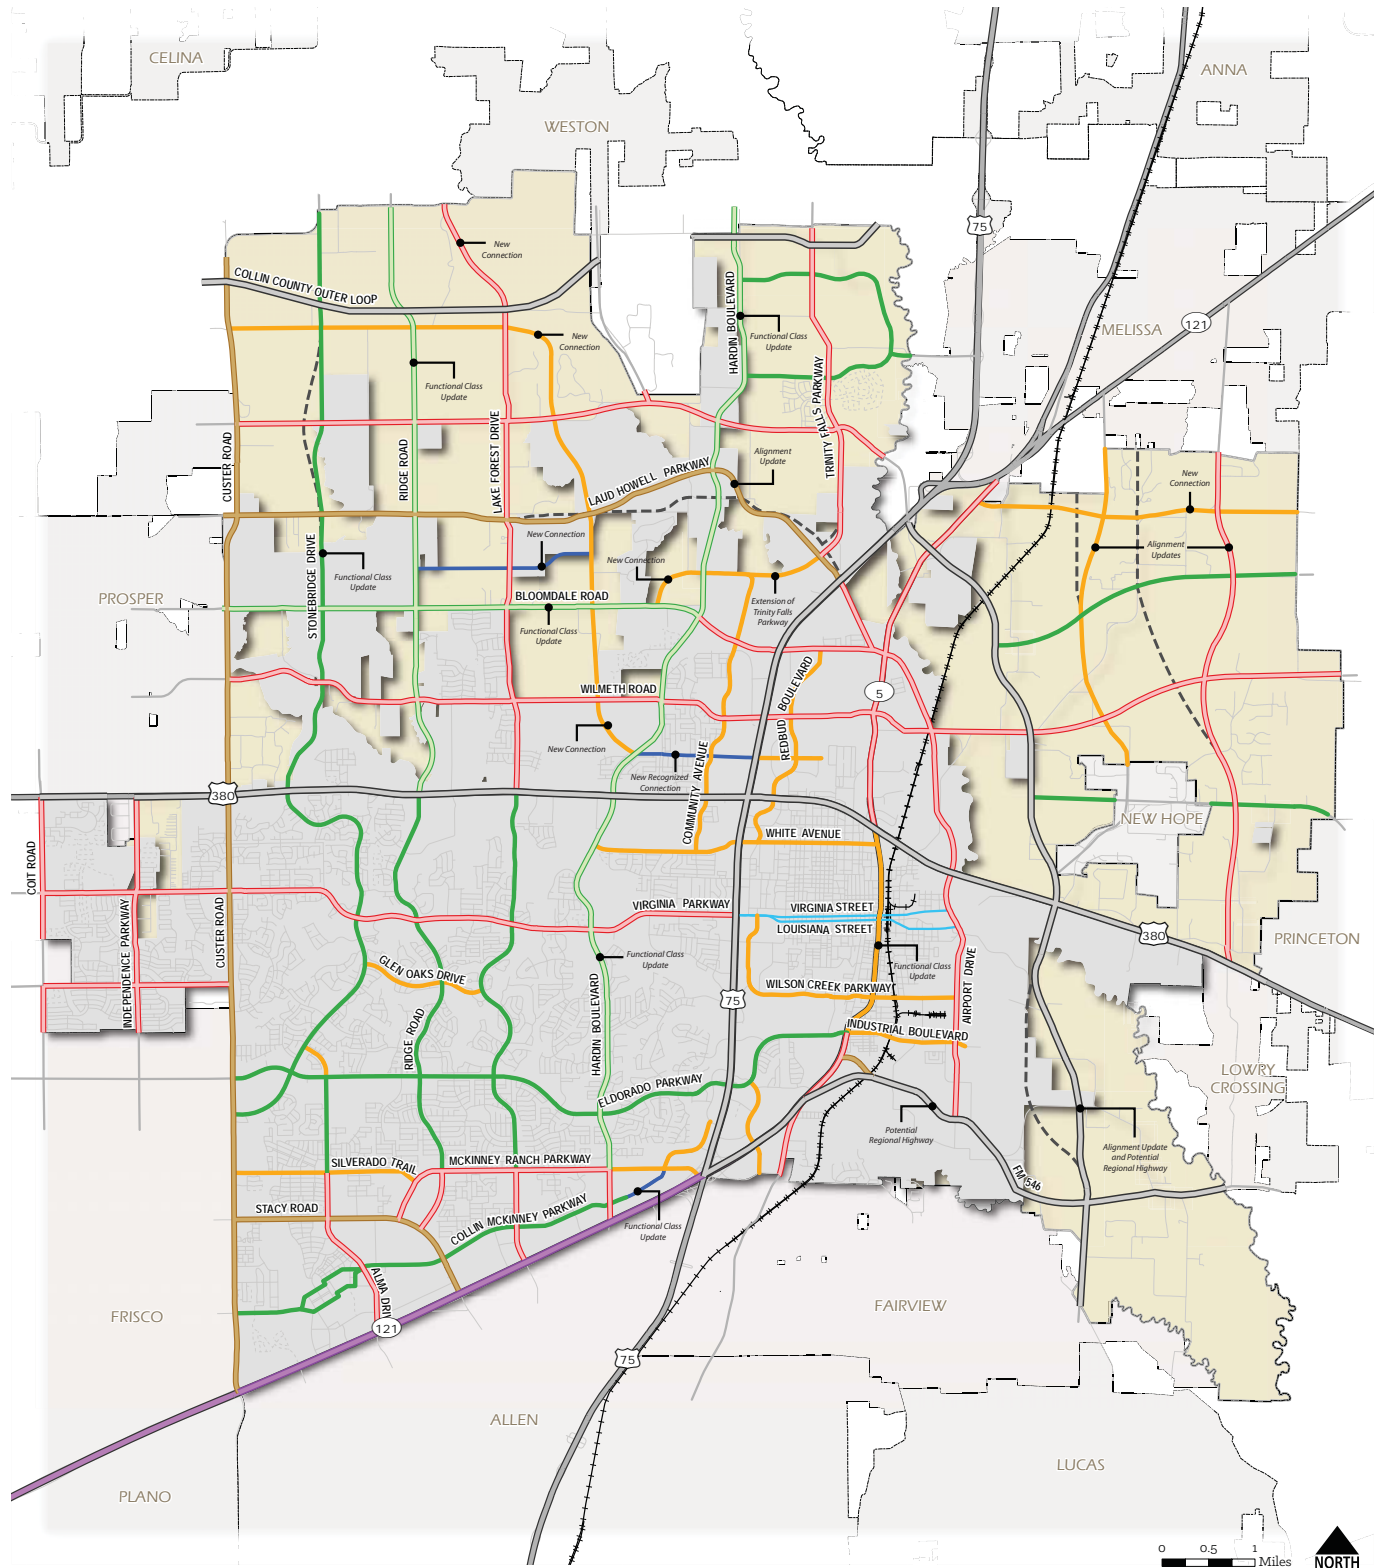 CELINA
ANNA
WESTON
75
New
Connection
COLLIN COUNTY OUTER LOOP
HARDIN BOULEVARD
121
MELISSA
New
Connection
Functional Class
Update
Functional Class
Update
TRINITY FALLS PARKWAY
CUSTER ROAD
RIDGE ROAD
LAKE FOREST DRIVE
LAUD HOWELL PARKWAY
Alignment
Update
New
Connection
STONEBRIDGE DRIVE
New Connection
Alignment
Updates
New Connection
Functional Class
Update
PROSPER
BLOOMDALE ROAD
Extension of
Trinity Falls
Parkway
Functional Class
Update
WILMETH ROAD
REDBUD BOULEVARD
5
New Connection
COMMUNITY AVENUE
New Recognized
Connection
380
NEW HOPE
WHITE AVENUE
COIT ROAD
INDEPENDENCE PARKWAY
CUSTER ROAD
VIRGINIA PARKWAY
VIRGINIA STREET
LOUISIANA STREET
380
PRINCETON
GLEN OAKS DRIVE
Functional Class
Update
Functional Class
Update
HARDIN BOULEVARD
75
WILSON CREEK PARKWAY
AIRPORT DRIVE
RIDGE ROAD
INDUSTRIAL BOULEVARD
LOWRY
CROSSING
ELDORADO PARKWAY
Potential
Regional Highway
Alignment Update
and Potential
Regional Highway
SILVERADO TRAIL
MCKINNEY RANCH PARKWAY
FM 546
STACY ROAD
COLLIN MCKINNEY PARKWAY
Functional Class
Update
ALMA DRIV
FRISCO
121
FAIRVIEW
75
ALLEN
LUCAS
PLANO
0 0.5 1
Miles
NORTH